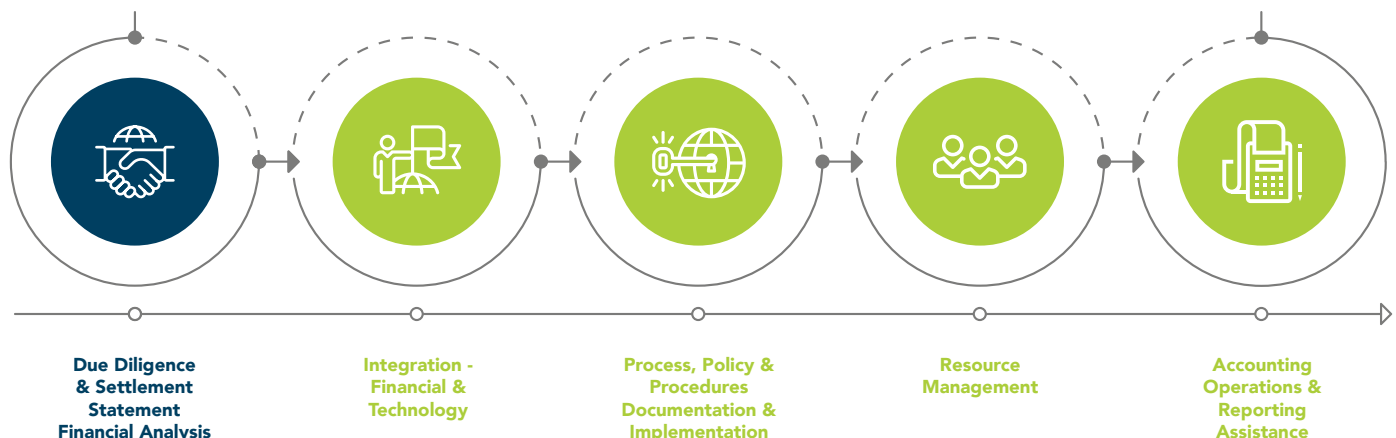 Due Diligence
& Settlement
Statement
Financial Analysis
Integration -
Financial &
Technology
Process, Policy &
Procedures
Documentation &
Implementation
Resource
Management
Accounting
Operations &
Reporting
Assistance